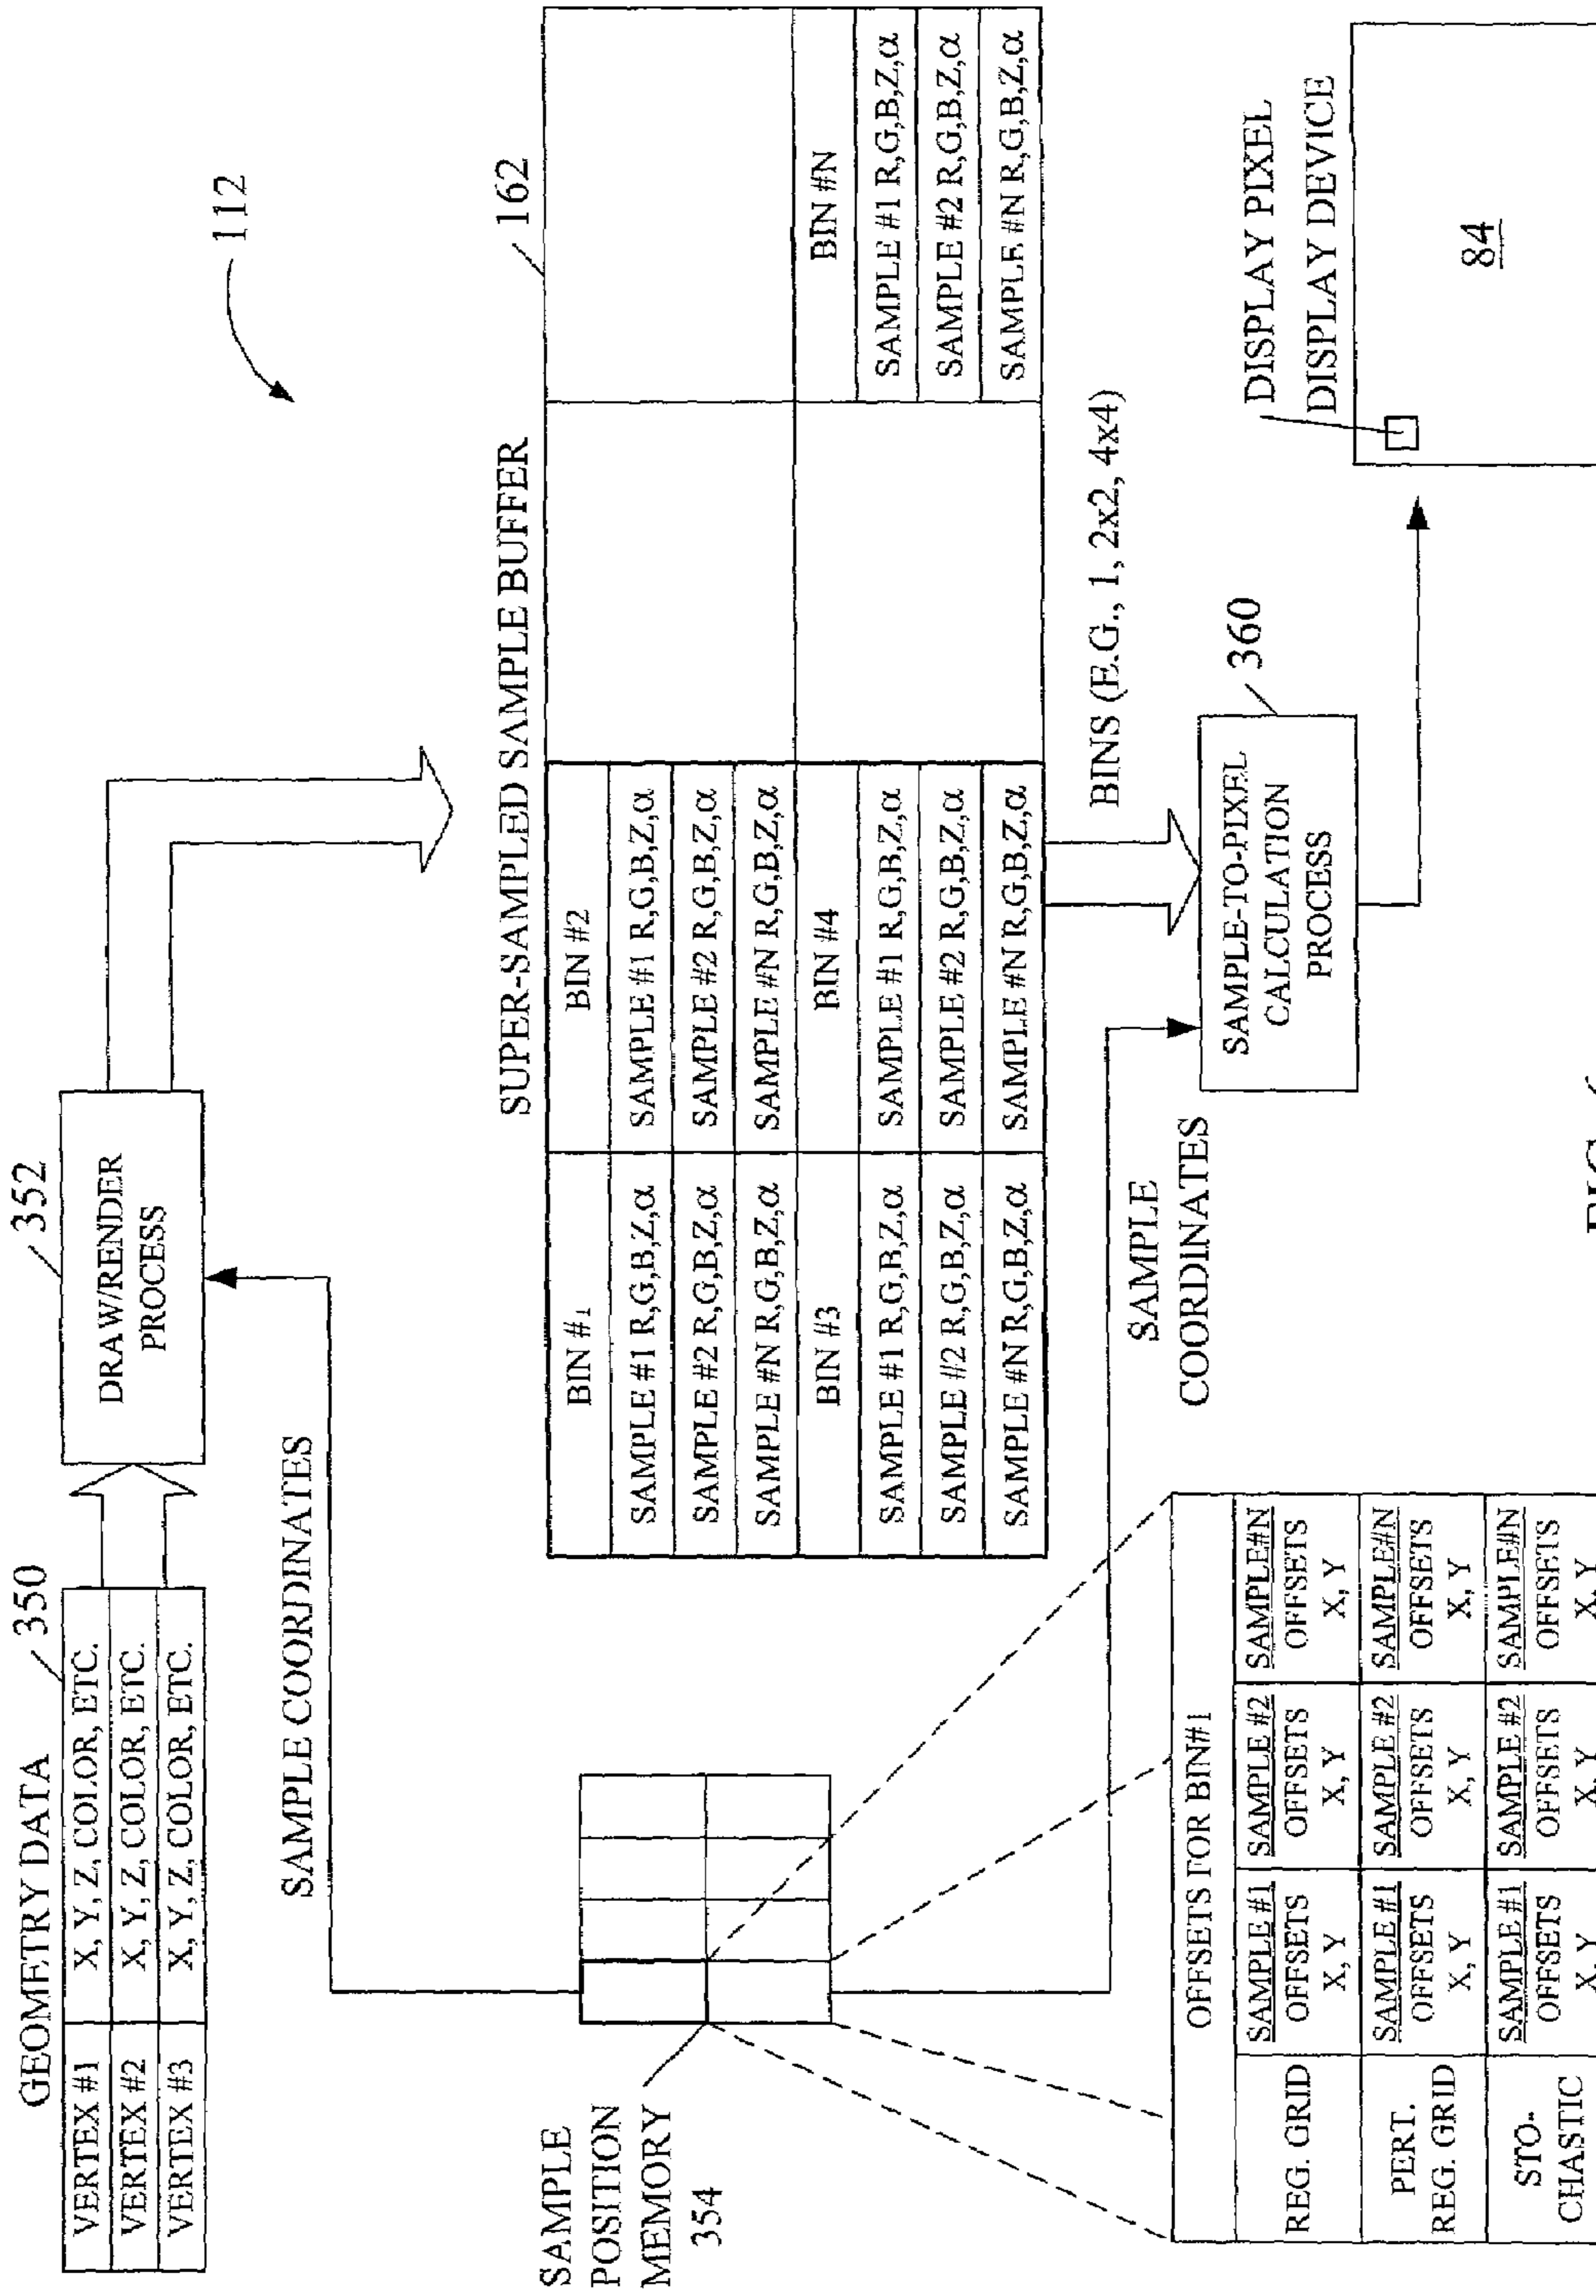 GEOMETRY DATA
350
VERTEX #1 X, Y, Z, COLOR, ETC.
VERTEX #2 X, Y, Z, COLOR, ETC.
VERTEX #3 X, Y, Z, COLOR, ETC.
352
DRAW/RENDER
PROCESS
112
SAMPLE COORDINATES
SUPER-SAMPLED SAMPLE BUFFER
162
BIN #1
SAMPLE #1 R,G,B,Z,α
SAMPLE #2 R,G,B,Z,α
SAMPLE #N R,G,B,Z,α
BIN #2
SAMPLE #1 R,G,B,Z,α
SAMPLE #2 R,G,B,Z,α
SAMPLE #N R,G,B,Z,α
BIN #3
SAMPLE #1 R,G,B,Z,α
SAMPLE #2 R,G,B,Z,α
SAMPLE #N R,G,B,Z,α
BIN #4
SAMPLE #1 R,G,B,Z,α
SAMPLE #2 R,G,B,Z,α
SAMPLE #N R,G,B,Z,α
BIN #N
SAMPLE #1 R,G,B,Z,α
SAMPLE #2 R,G,B,Z,α
SAMPLE #N R,G,B,Z,α
SAMPLE
POSITION
MEMORY
354
BINS (E.G., 1, 2x2, 4x4)
SAMPLE
COORDINATES
360
SAMPLE-TO-PIXEL
CALCULATION
PROCESS
DISPLAY PIXEL
DISPLAY DEVICE
84
OFFSETS FOR BIN#1
REG. GRID
SAMPLE #1
OFFSETS
X, Y
SAMPLE #2
OFFSETS
X, Y
SAMPLE#N
OFFSETS
X, Y
PERT.
REG. GRID
SAMPLE #1
OFFSETS
X, Y
SAMPLE #2
OFFSETS
X, Y
SAMPLE#N
OFFSETS
X, Y
STO-
CHASTIC
SAMPLE #1
OFFSETS
X, Y
SAMPLE #2
OFFSETS
X, Y
SAMPLE#N
OFFSETS
X, Y
FIG. 6